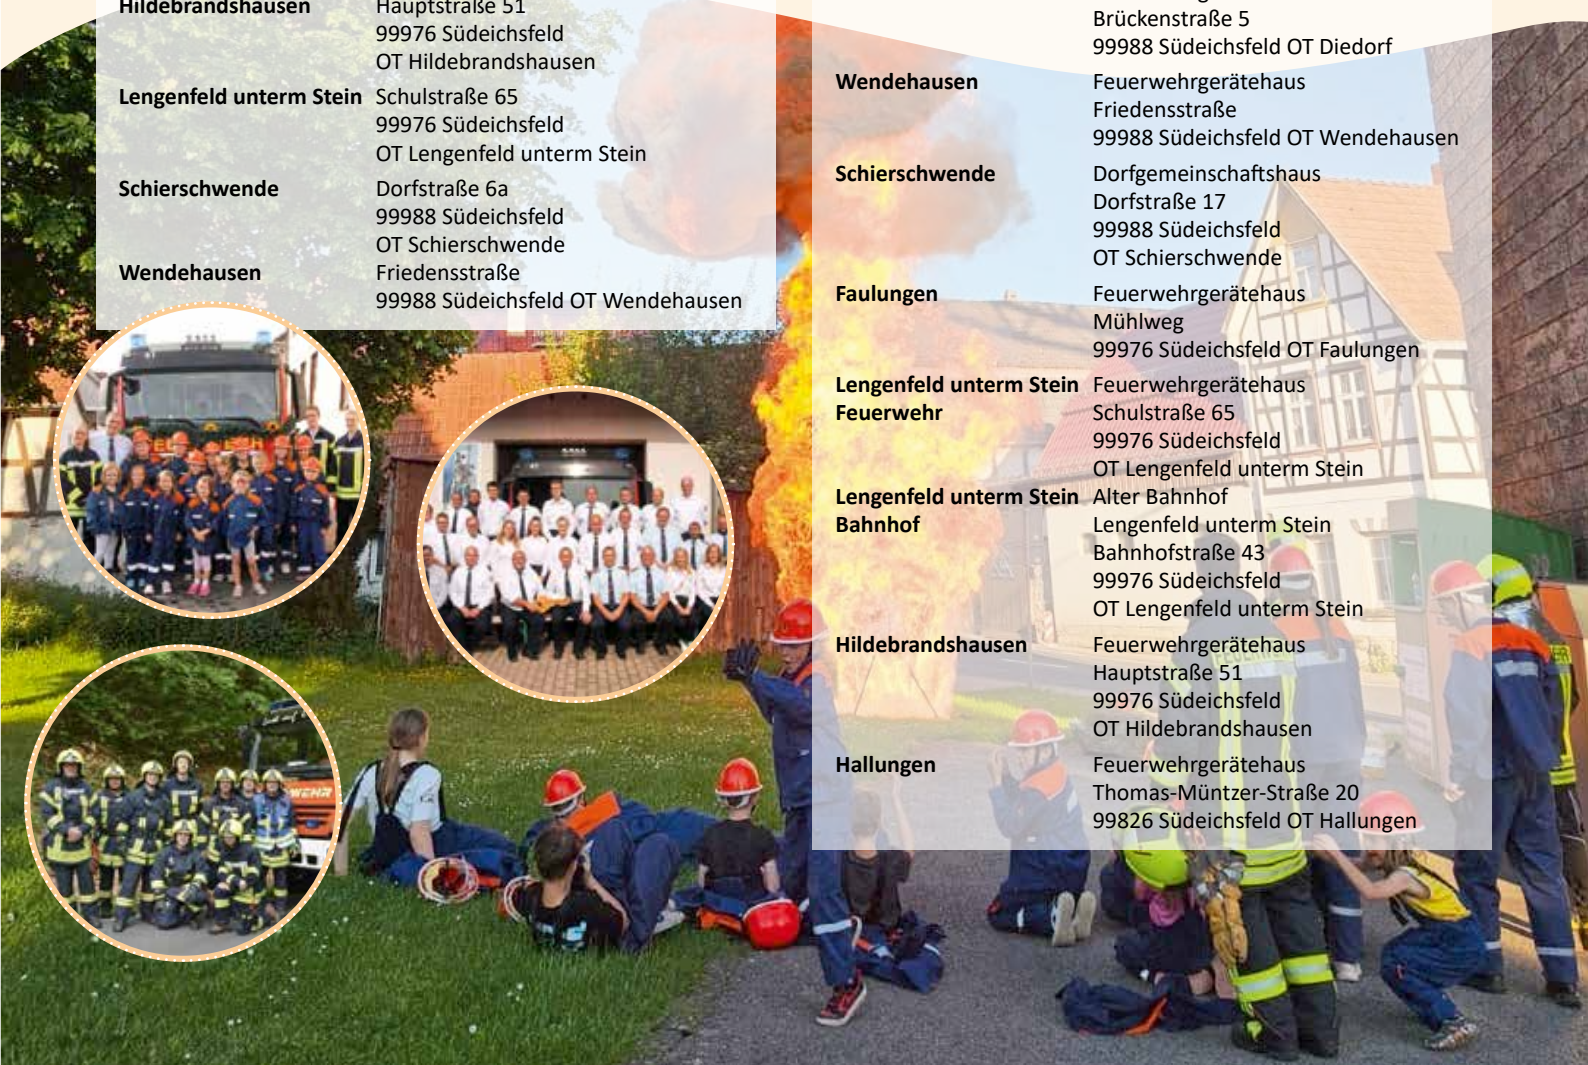 Hildebrandshausen Hauptstraße 51
99976 Südeichsfeld
OT Hildebrandshausen
Lengenfeld unterm Stein Schulstraße 65
99976 Südeichsfeld
OT Lengenfeld unterm Stein
Schierschwende Dorfstraße 6a
99988 Südeichsfeld
OT Schierschwende
Wendehausen Friedensstraße
99988 Südeichsfeld OT Wendehausen
Brückenstraße 5
99988 Südeichsfeld OT Diedorf
Wendehausen Feuerwehrgerätehaus
Friedensstraße
99988 Südeichsfeld OT Wendehausen
Schierschwende Dorfgemeinschaftshaus
Dorfstraße 17
99988 Südeichsfeld
OT Schierschwende
Faulungen Feuerwehrgerätehaus
Mühlweg
99976 Südeichsfeld OT Faulungen
Lengenfeld unterm Stein Feuerwehrgerätehaus
Feuerwehr Schulstraße 65
99976 Südeichsfeld
OT Lengenfeld unterm Stein
Lengenfeld unterm Stein Alter Bahnhof
Bahnhof Lengenfeld unterm Stein
Bahnhofstraße 43
99976 Südeichsfeld
OT Lengenfeld unterm Stein
Hildebrandshausen Feuerwehrgerätehaus
Hauptstraße 51
99976 Südeichsfeld
OT Hildebrandshausen
Hallungen Feuerwehrgerätehaus
Thomas-Müntzer-Straße 20
99826 Südeichsfeld OT Hallungen
FEUERWEHR